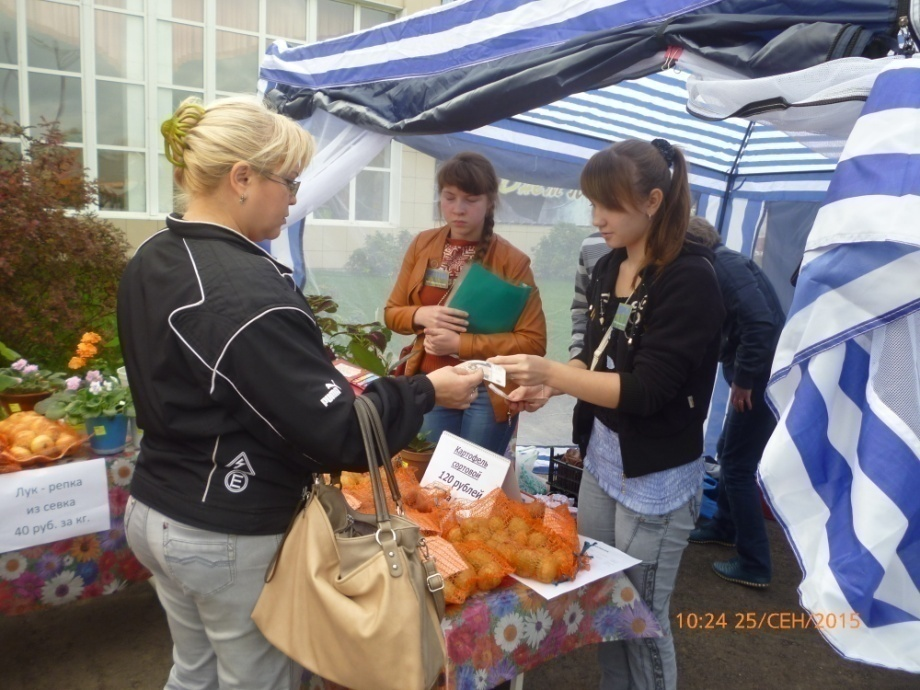 Лук - репка
из севка
40 руб. за кг.
Картофель
сортовой
120 рублей
10:24 25/СЕН/2015